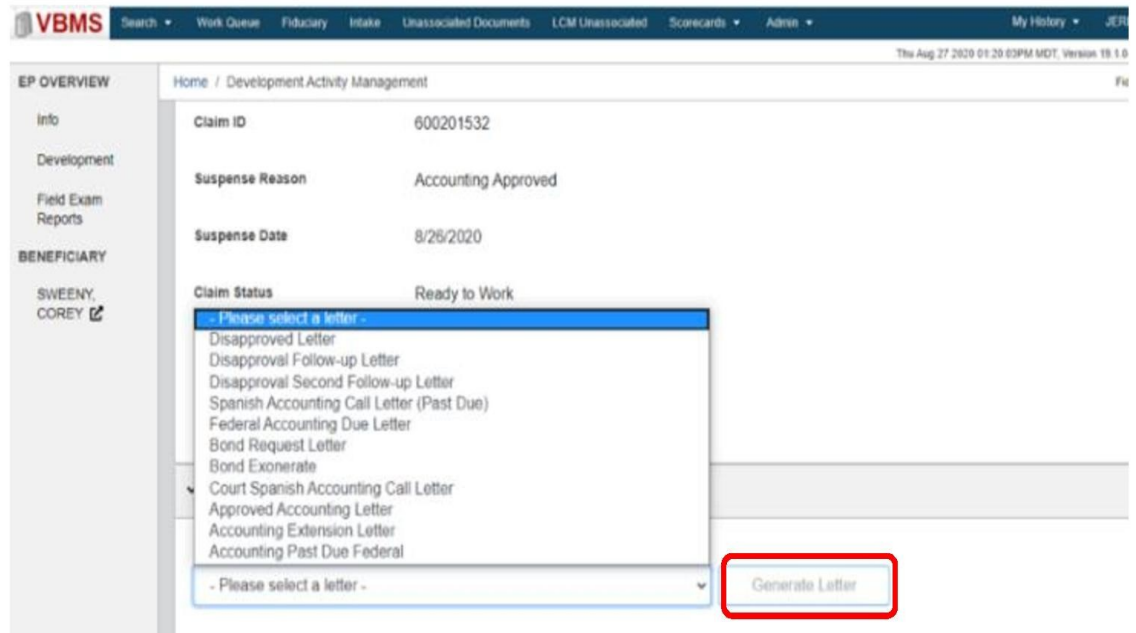 VBMS Search Work Queue Fiduciary Intake Unassociated Documents LCM Unassociated Scorecards Admin My History
Thu Aug 27 2020 01:20:03PM MDT, Version 19.1.0
EP OVERVIEW
Home / Development Activity Management
Info
Claim ID 600201532
Development
Suspense Reason Accounting Approved
Field Exam
Reports
Suspense Date 8/26/2020
BENEFICIARY
SWEENY,
COREY
Claim Status Ready to Work
- Please select a letter -
Disapproved Letter
Disapproval Follow-up Letter
Disapproval Second Follow-up Letter
Spanish Accounting Call Letter (Past Due)
Federal Accounting Due Letter
Bond Request Letter
Bond Exonerate
Court Spanish Accounting Call Letter
Approved Accounting Letter
Accounting Extension Letter
Accounting Past Due Federal
- Please select a letter - Generate Letter